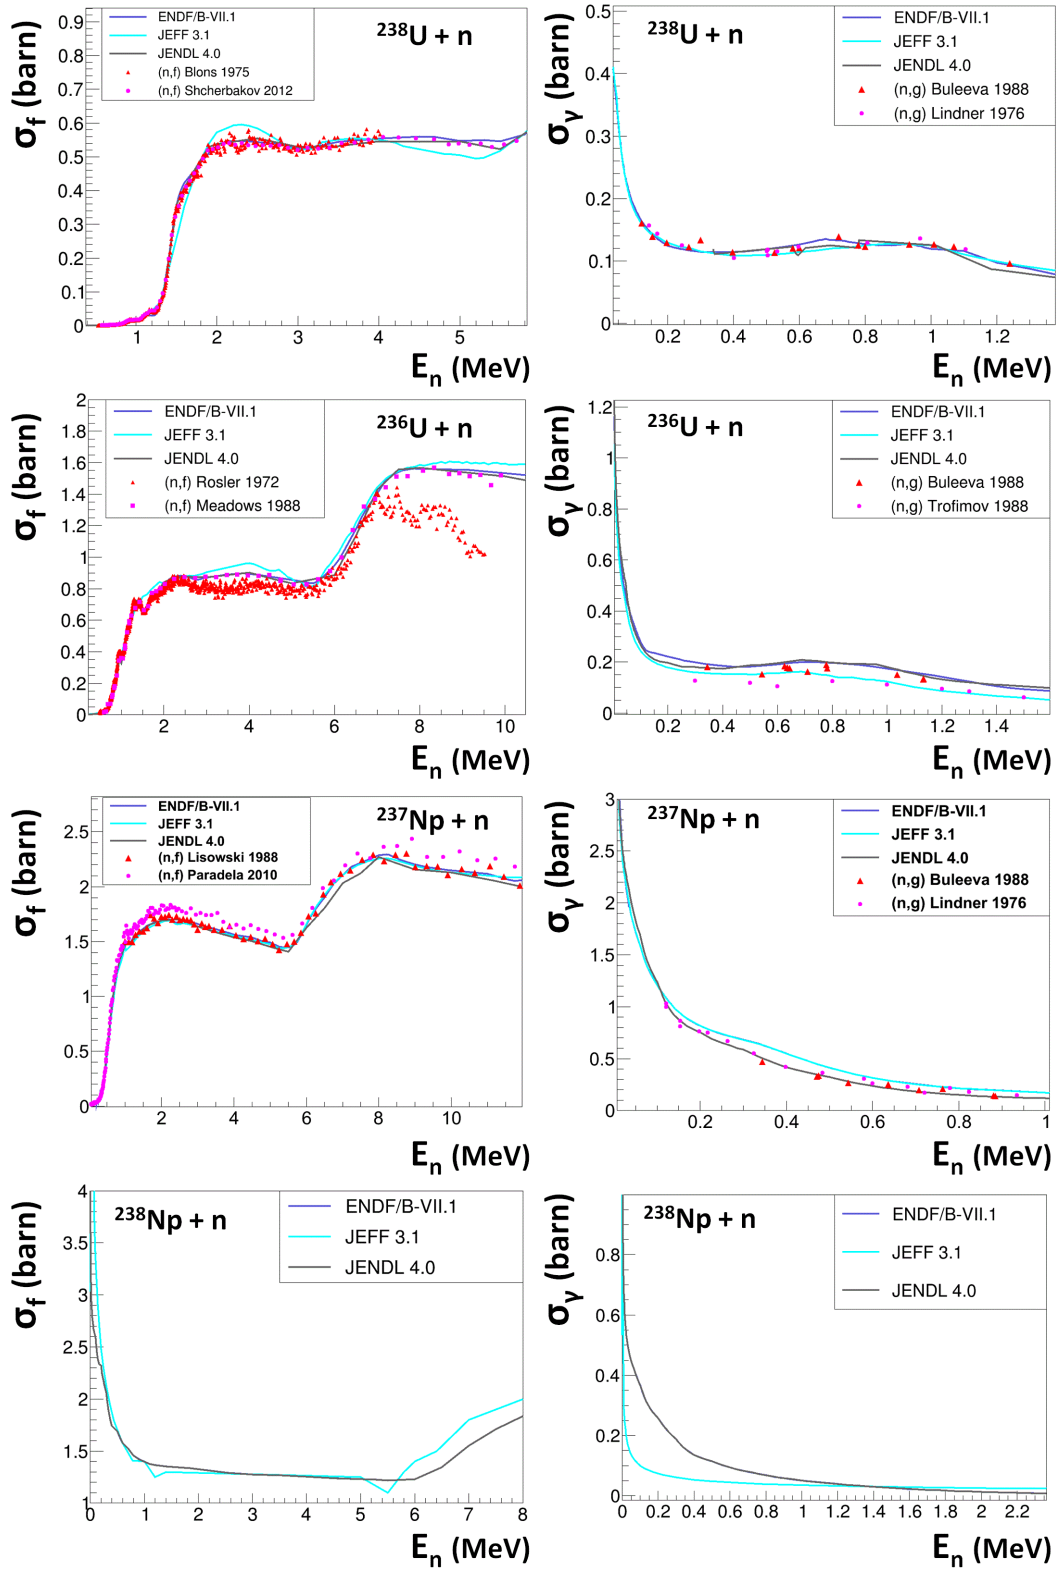 ²³⁸U + n
ENDF/B-VII.1
JEFF 3.1
JENDL 4.0
(n,f) Blons 1975
(n,f) Shcherbakov 2012
σf (barn)
0.9
0.8
0.7
0.6
0.5
0.4
0.3
0.2
0.1
0
1 2 3 4 5
En (MeV)
²³⁸U + n
ENDF/B-VII.1
JEFF 3.1
JENDL 4.0
(n,g) Buleeva 1988
(n,g) Lindner 1976
σγ (barn)
0.5
0.4
0.3
0.2
0.1
0
0.2 0.4 0.6 0.8 1 1.2
En (MeV)
²³⁶U + n
ENDF/B-VII.1
JEFF 3.1
JENDL 4.0
(n,f) Rosler 1972
(n,f) Meadows 1988
σf (barn)
2
1.8
1.6
1.4
1.2
1
0.8
0.6
0.4
0.2
0
2 4 6 8 10
En (MeV)
²³⁶U + n
ENDF/B-VII.1
JEFF 3.1
JENDL 4.0
(n,g) Buleeva 1988
(n,g) Trofimov 1988
σγ (barn)
1.2
1
0.8
0.6
0.4
0.2
0
0.2 0.4 0.6 0.8 1 1.2 1.4
En (MeV)
ENDF/B-VII.1
JEFF 3.1
JENDL 4.0
(n,f) Lisowski 1988
(n,f) Paradela 2010
²³⁷Np + n
σf (barn)
2.5
2
1.5
1
0.5
0
2 4 6 8 10
En (MeV)
²³⁷Np + n
ENDF/B-VII.1
JEFF 3.1
JENDL 4.0
(n,g) Buleeva 1988
(n,g) Lindner 1976
σγ (barn)
3
2.5
2
1.5
1
0.5
0
0.2 0.4 0.6 0.8 1
En (MeV)
²³⁸Np + n
ENDF/B-VII.1
JEFF 3.1
JENDL 4.0
σf (barn)
4
3.5
3
2.5
2
1.5
1
0 1 2 3 4 5 6 7 8
En (MeV)
²³⁸Np + n
ENDF/B-VII.1
JEFF 3.1
JENDL 4.0
σγ (barn)
0.8
0.6
0.4
0.2
0
0 0.2 0.4 0.6 0.8 1 1.2 1.4 1.6 1.8 2 2.2
En (MeV)